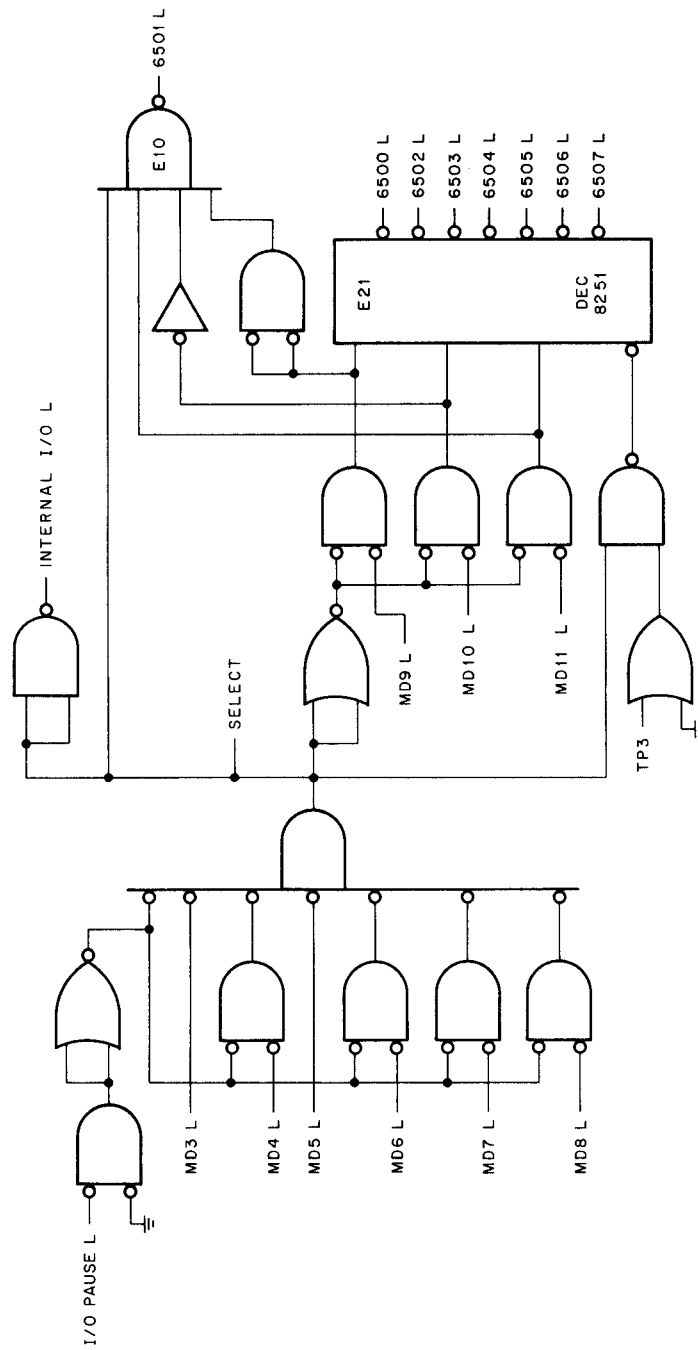 I/O PAUSE L
MD3 L
MD4 L
MD5 L
MD6 L
MD7 L
MD8 L
INTERNAL I/O L
SELECT
MD9 L
MD10 L
MD11 L
TP3
E10
6501 L
E21
DEC
8251
6500 L
6502 L
6503 L
6504 L
6505 L
6506 L
6507 L